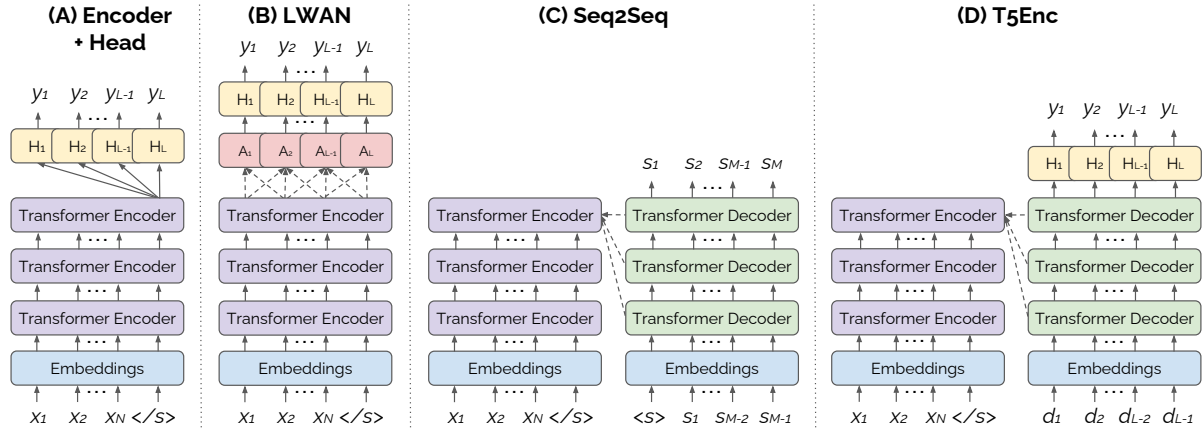 (A) Encoder
+ Head
y1 y2 ... yL-1 yL
H1 H2 HL-1 HL
Transformer Encoder
...
Transformer Encoder
...
Transformer Encoder
...
Embeddings
...
x1 x2 xN </s>
(B) LWAN
y1 y2 yL-1 yL
...
H1 H2 HL-1 HL
...
A1 A2 AL-1 AL
Transformer Encoder
...
Transformer Encoder
...
Transformer Encoder
...
Embeddings
...
x1 x2 xN </s>
(C) Seq2Seq
Transformer Encoder
...
Transformer Encoder
...
Transformer Encoder
...
Embeddings
...
x1 x2 xN </s>
s1 s2 ... sM-1 sM
Transformer Decoder
...
Transformer Decoder
...
Transformer Decoder
...
Embeddings
...
<s> s1 sM-2 sM-1
(D) T5Enc
Transformer Encoder
...
Transformer Encoder
...
Transformer Encoder
...
Embeddings
...
x1 x2 xN </s>
y1 y2 yL-1 yL
...
H1 H2 HL-1 HL
...
Transformer Decoder
...
Transformer Decoder
...
Transformer Decoder
...
Embeddings
...
d1 d2 dL-2 dL-1